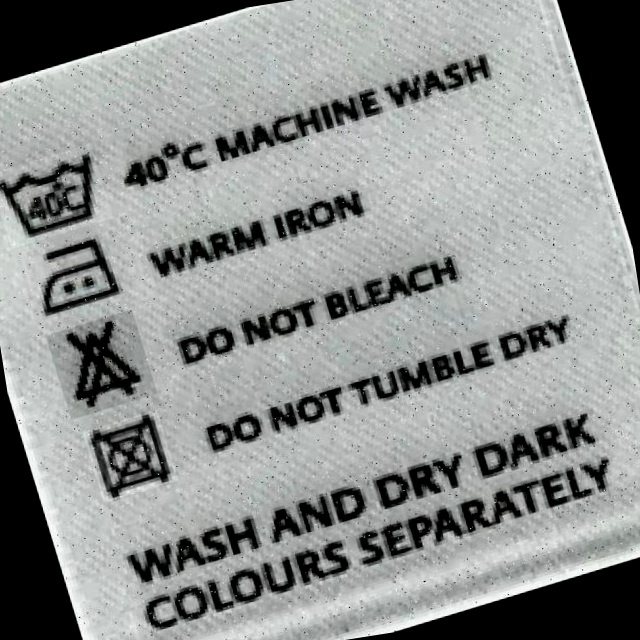 40°C MACHINE WASH
40°C
WARM IRON
DO NOT BLEACH
DO NOT TUMBLE DRY
WASH AND DRY DARK
COLOURS SEPARATELY